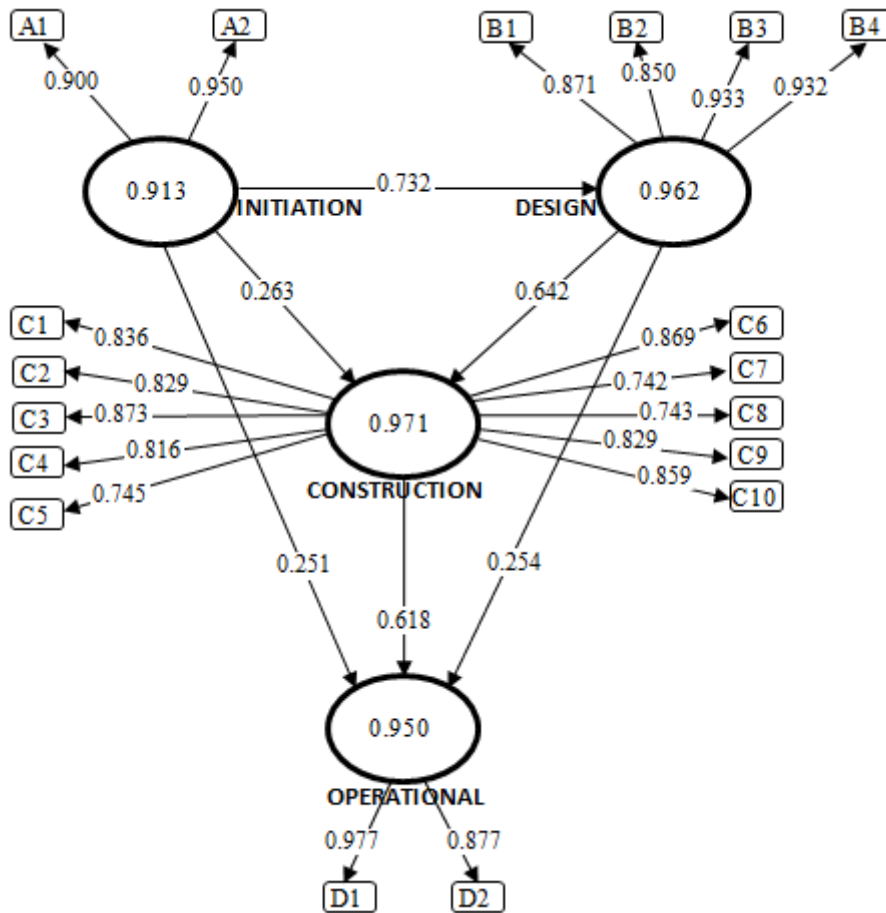 A1
A2
B1
B2
B3
B4
0.900
0.950
0.871
0.850
0.933
0.932
0.913
0.732
0.962
INITIATION
DESIGN
0.263
0.642
C1
0.836
0.869
C6
C2
0.829
0.742
C7
C3
0.873
0.971
0.743
C8
C4
0.816
0.829
C9
C5
0.745
0.859
C10
CONSTRUCTION
0.251
0.254
0.618
0.950
OPERATIONAL
0.977
0.877
D1
D2